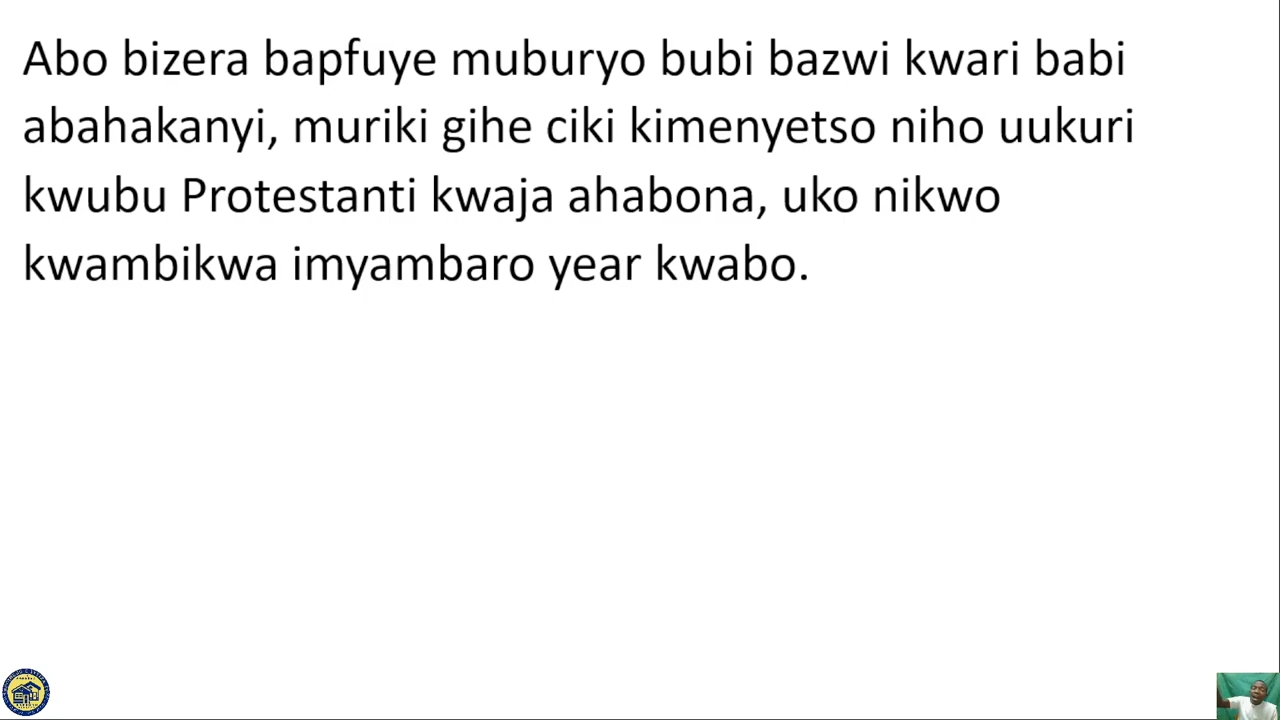 Abo bizera bapfuye muburyo bubi bazwi kwari babi
abahakanyi, muriki gihe ciki kimenyetso niho uukuri
kwubu Protestanti kwaja ahabona, uko nikwo
kwambikwa imyambaro year kwabo.